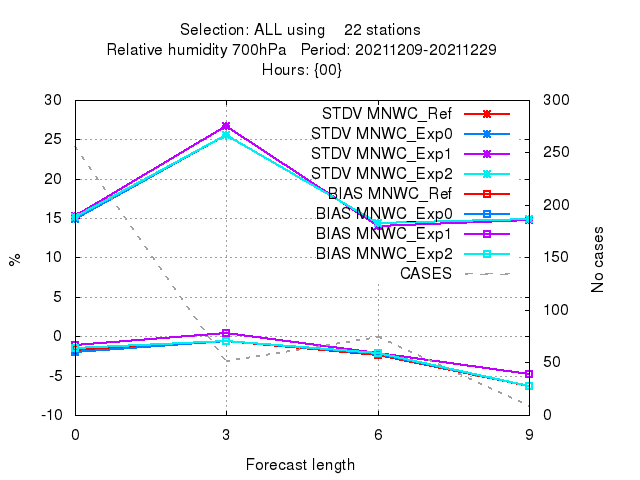 Selection: ALL using 22 stations
Relative humidity 700hPa Period: 20211209-20211229
Hours: {00}
30 300
STDV MNWC_Ref
25 STDV MNWC_Exp0 250
STDV MNWC_Exp1
20 STDV MNWC_Exp2 200
BIAS MNWC_Ref
15 BIAS MNWC_Exp0
BIAS MNWC_Exp1
10 BIAS MNWC_Exp2 150
CASES
5
0 100
-5 50
-10 0
% No cases
0 3 6 9
Forecast length